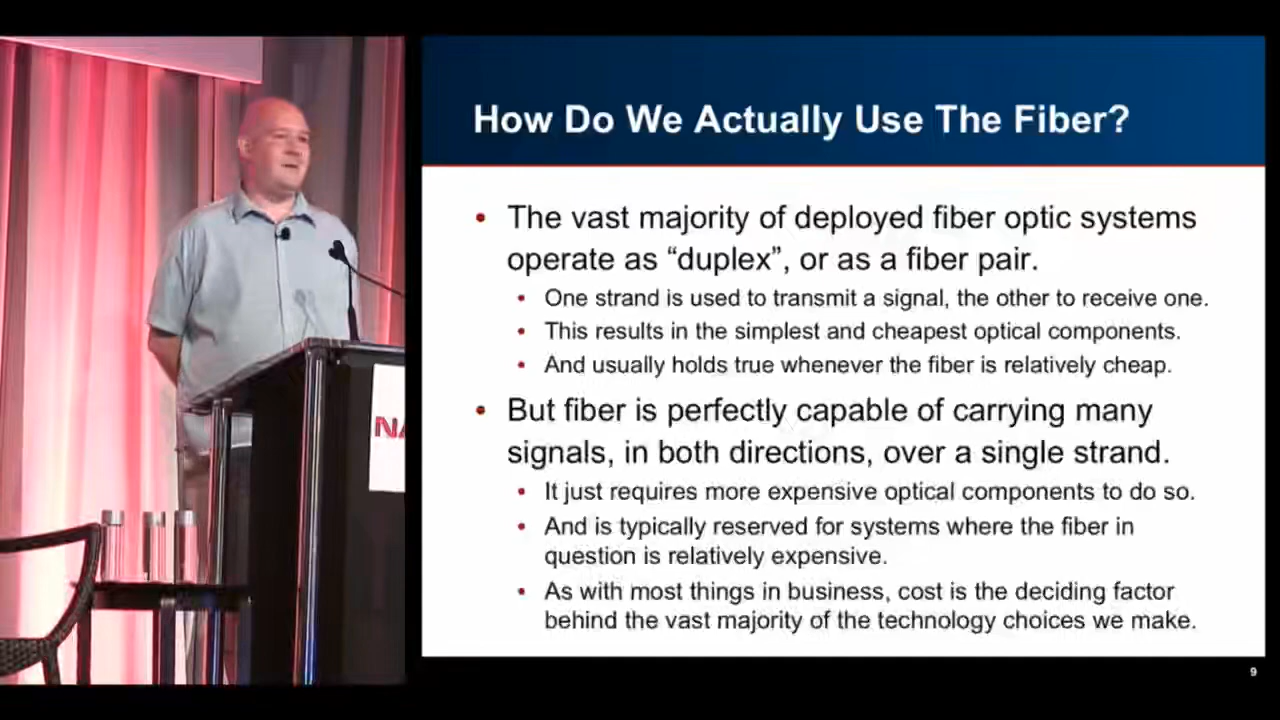 How Do We Actually Use The Fiber?
• The vast majority of deployed fiber optic systems
operate as “duplex”, or as a fiber pair.
• One strand is used to transmit a signal, the other to receive one.
• This results in the simplest and cheapest optical components.
• And usually holds true whenever the fiber is relatively cheap.
• But fiber is perfectly capable of carrying many
signals, in both directions, over a single strand.
• It just requires more expensive optical components to do so.
• And is typically reserved for systems where the fiber in
question is relatively expensive.
• As with most things in business, cost is the deciding factor
behind the vast majority of the technology choices we make.
9